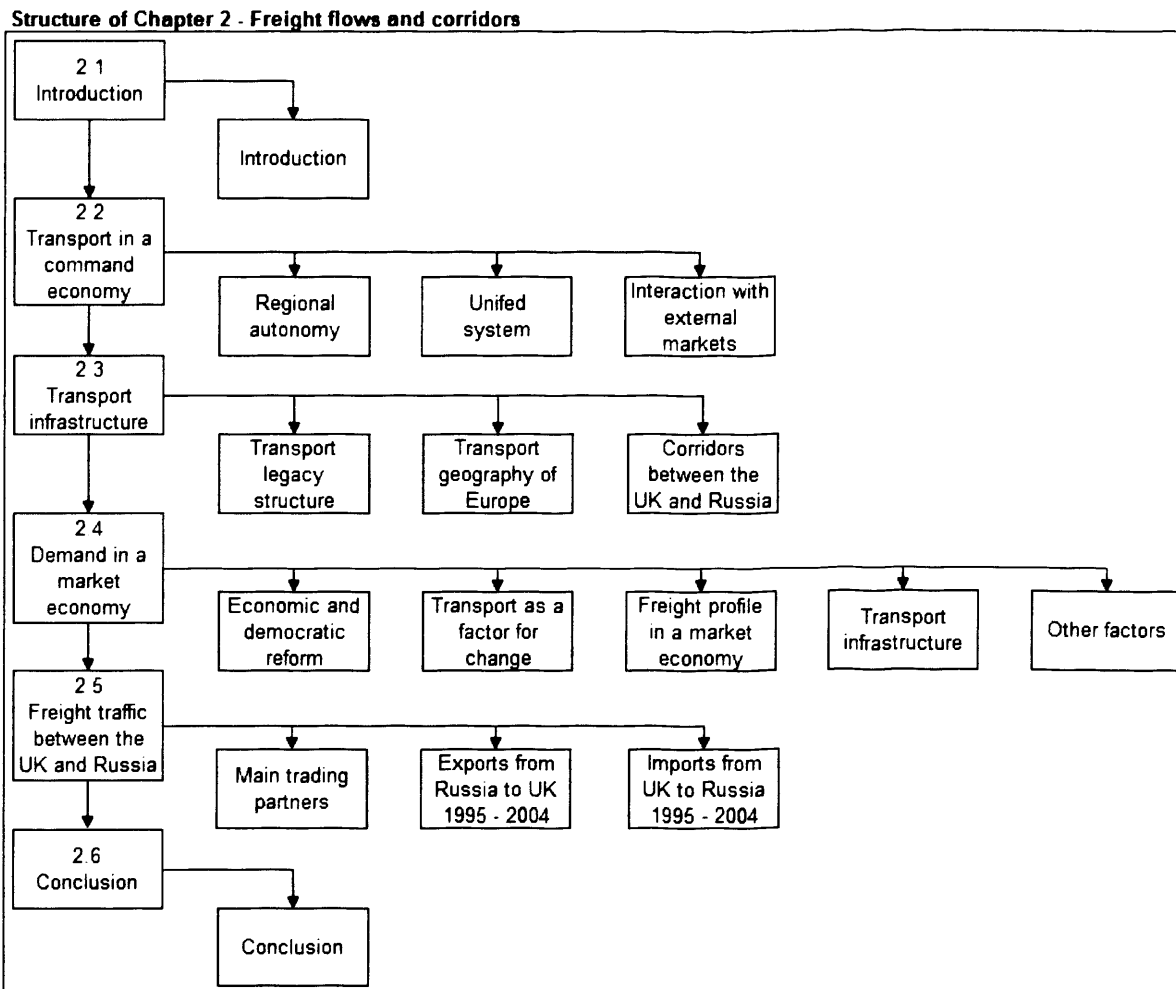 Structure of Chapter 2 - Freight flows and corridors
2 1
Introduction
Introduction
2 2
Transport in a
command
economy
Regional
autonomy
Unifed
system
Interaction with
external
markets
2 3
Transport
infrastructure
Transport
legacy
structure
Transport
geography of
Europe
Corridors
between the
UK and Russia
2 4
Demand in a
market
economy
Economic and
democratic
reform
Transport as a
factor for
change
Freight profile
in a market
economy
Transport
infrastructure
Other factors
2 5
Freight traffic
between the
UK and Russia
Main trading
partners
Exports from
Russia to UK
1995 - 2004
Imports from
UK to Russia
1995 - 2004
2.6
Conclusion
Conclusion